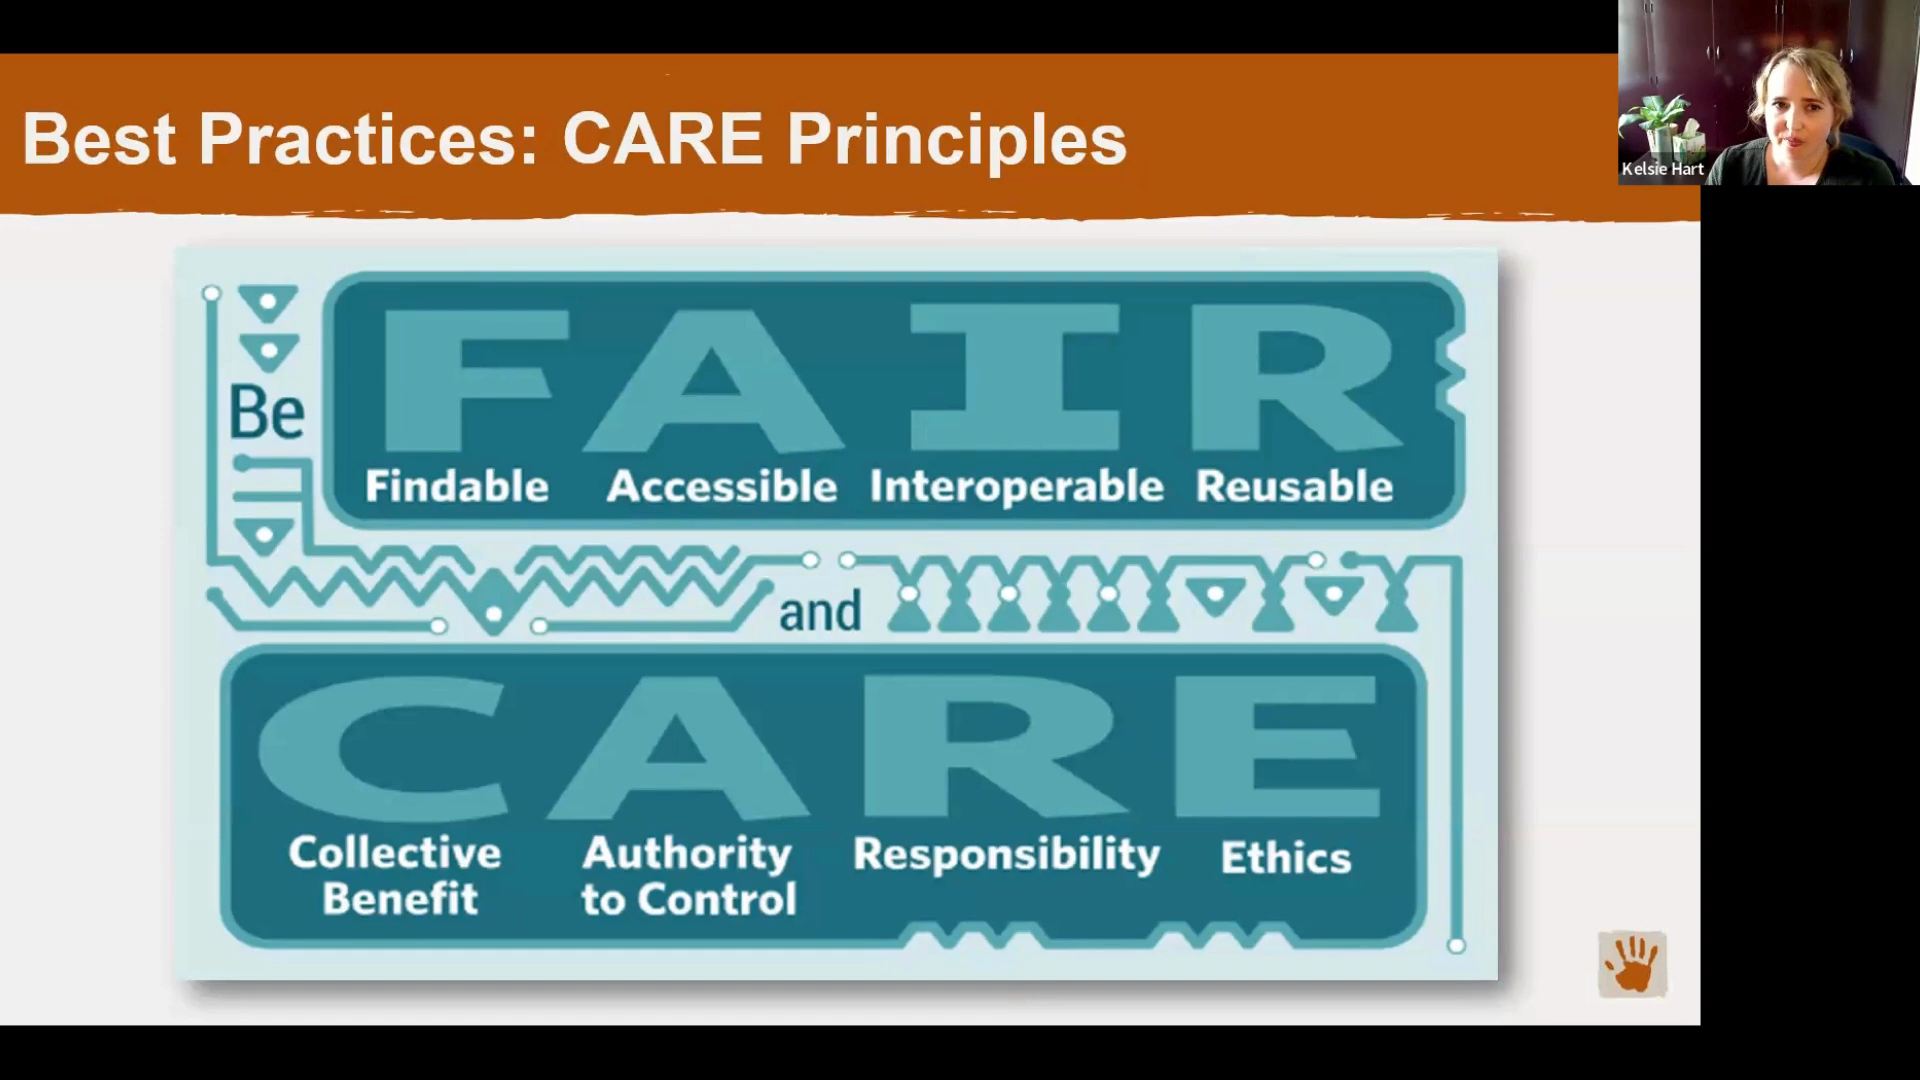 Best Practices: CARE Principles
Kelsie Hart
Be
FAIR
Findable Accessible Interoperable Reusable
and
CARE
Collective Benefit Authority to Control Responsibility Ethics